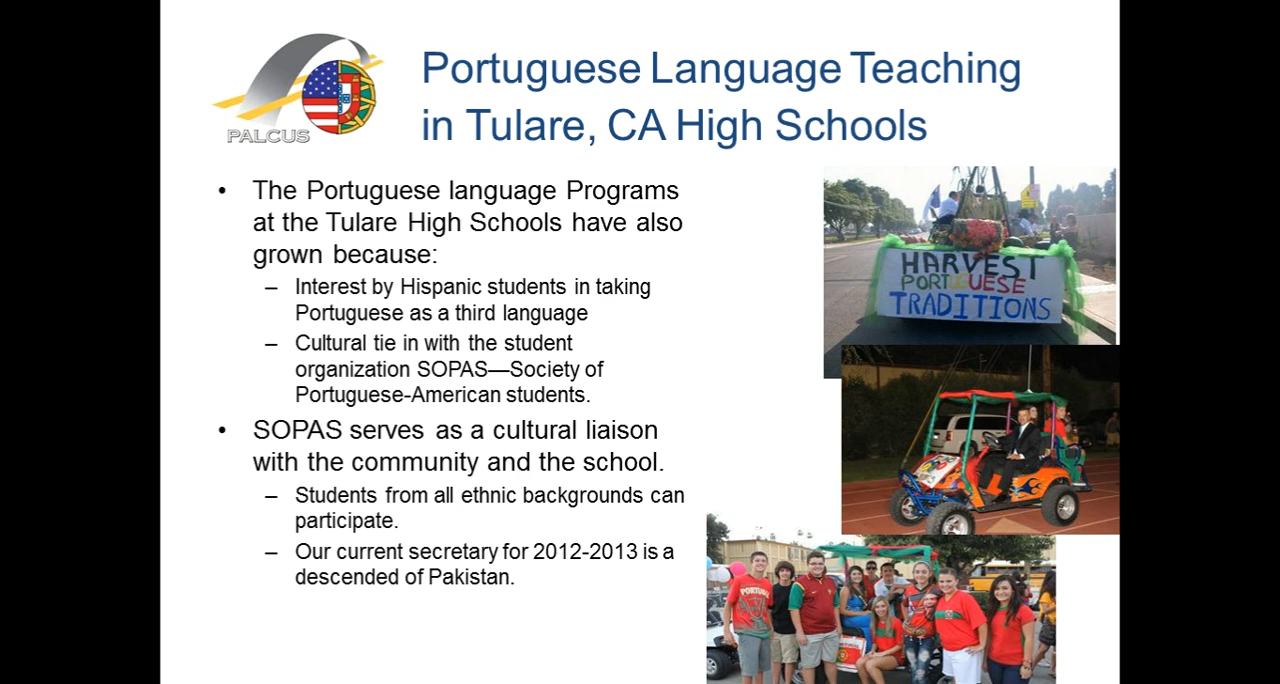 Portuguese Language Teaching
in Tulare, CA High Schools
PALCUS
• The Portuguese language Programs
at the Tulare High Schools have also
grown because:
– Interest by Hispanic students in taking
Portuguese as a third language
– Cultural tie in with the student
organization SOPAS—Society of
Portuguese-American students.
• SOPAS serves as a cultural liaison
with the community and the school.
– Students from all ethnic backgrounds can
participate.
– Our current secretary for 2012-2013 is a
descended of Pakistan.
HARVEST
PORTUGUESE
TRADITIONS